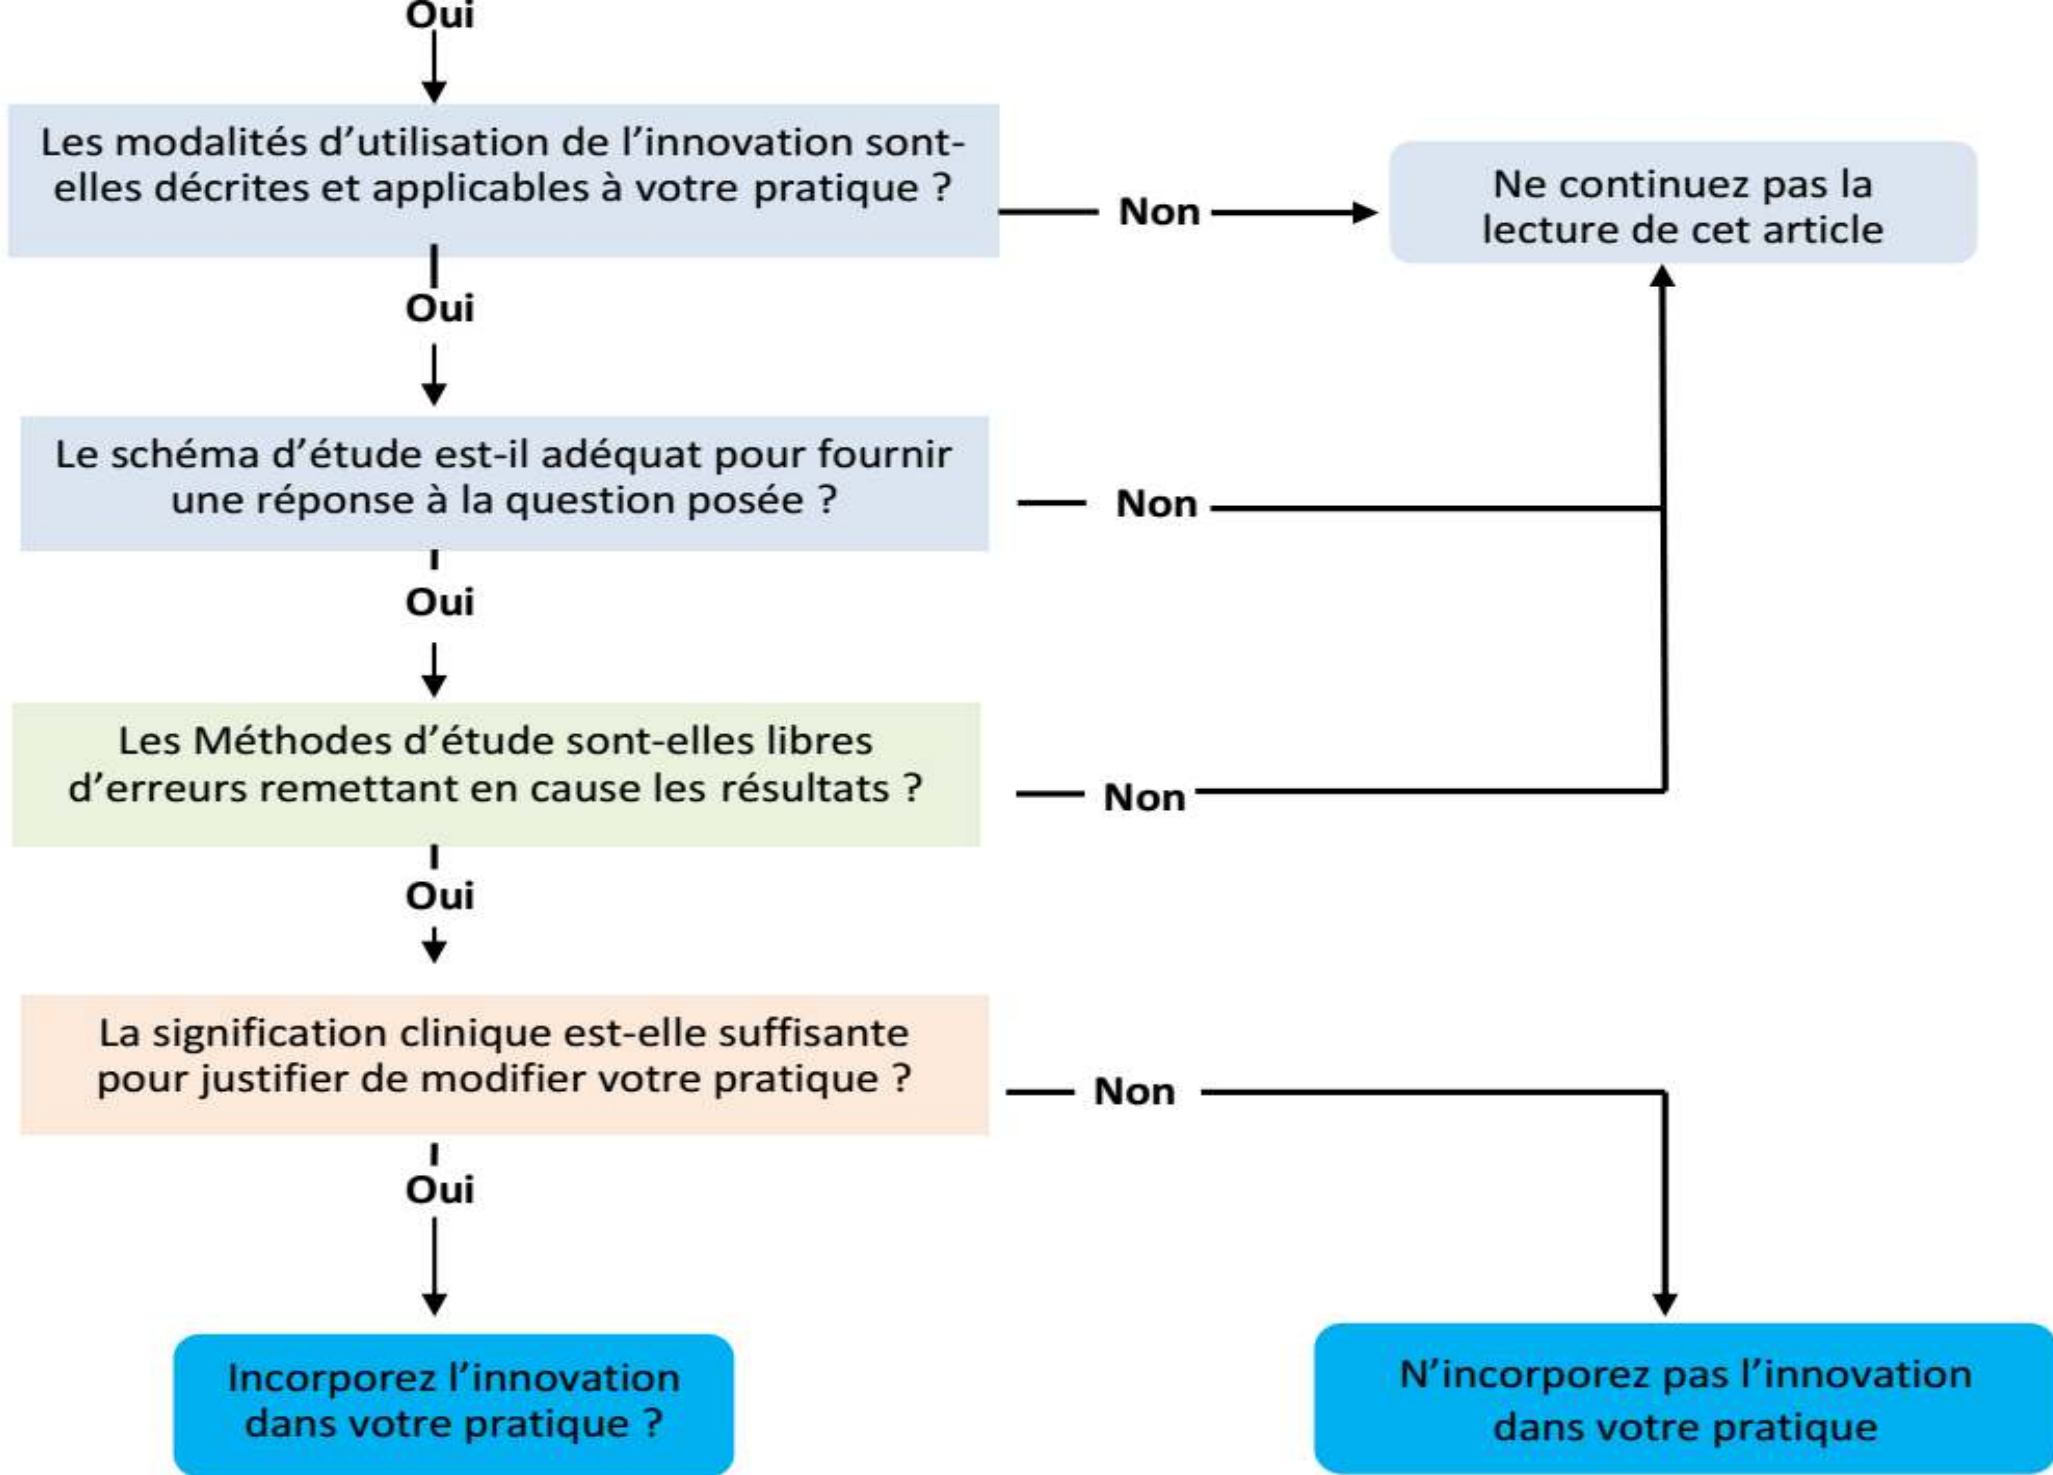 Oui
Les modalités d’utilisation de l’innovation sont-
elles décrites et applicables à votre pratique ?
Non
Ne continuez pas la
lecture de cet article
Oui
Le schéma d’étude est-il adéquat pour fournir
une réponse à la question posée ?
Non
Oui
Les Méthodes d’étude sont-elles libres
d’erreurs remettant en cause les résultats ?
Non
Oui
La signification clinique est-elle suffisante
pour justifier de modifier votre pratique ?
Non
Oui
Incorporez l’innovation
dans votre pratique ?
N’incorporez pas l’innovation
dans votre pratique